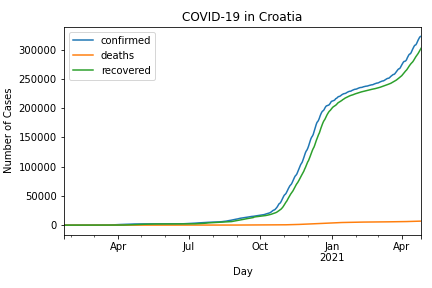 COVID-19 in Croatia
confirmed
deaths
recovered
Number of Cases
300000
250000
200000
150000
100000
50000
0
Apr Jul Oct Jan Apr
2021
Day